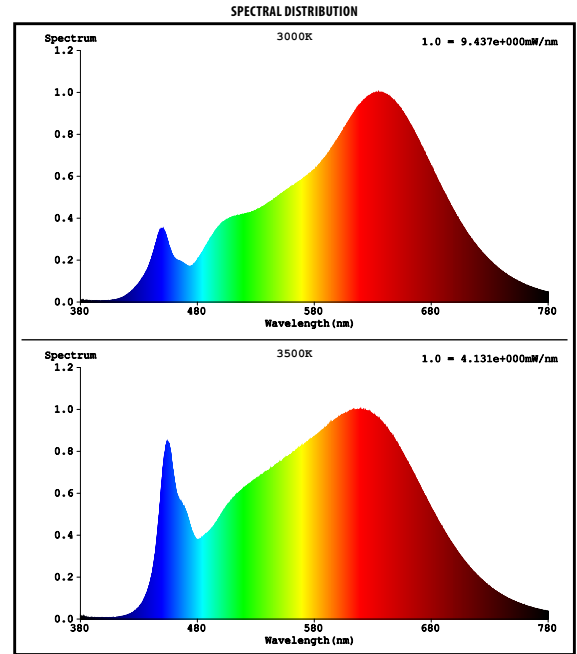 SPECTRAL DISTRIBUTION
Spectrum 3000K 1.0 = 9.437e+000mW/nm
1.2
1.0
0.8
0.6
0.4
0.2
0.0
380 480 580 680 780
Wavelength(nm)
Spectrum 3500K 1.0 = 4.131e+000mW/nm
1.2
1.0
0.8
0.6
0.4
0.2
0.0
380 480 580 680 780
Wavelength(nm)